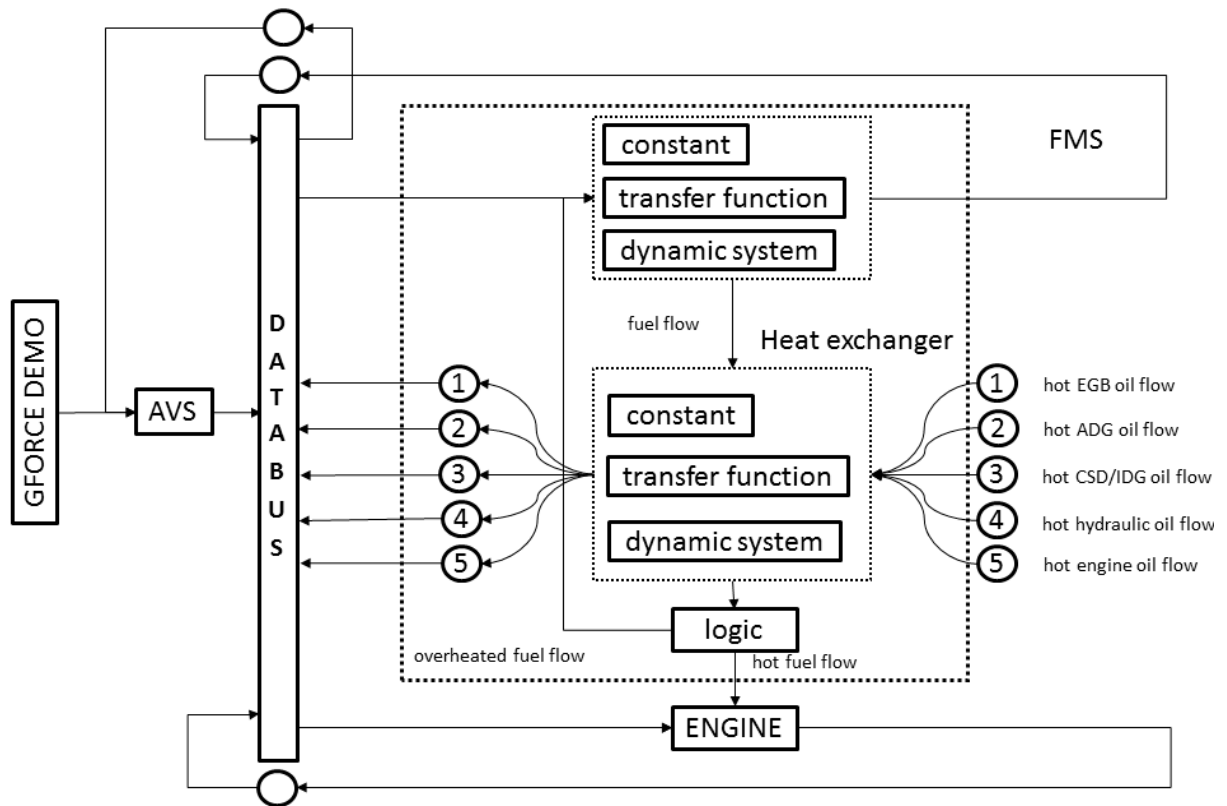 constant
FMS
transfer function
dynamic system
GFORCE DEMO
AVS
DATABUS
fuel flow
Heat exchanger
1
2
3
4
5
constant
transfer function
dynamic system
1
hot EGB oil flow
2
hot ADG oil flow
3
hot CSD/IDG oil flow
4
hot hydraulic oil flow
5
hot engine oil flow
logic
overheated fuel flow
hot fuel flow
ENGINE